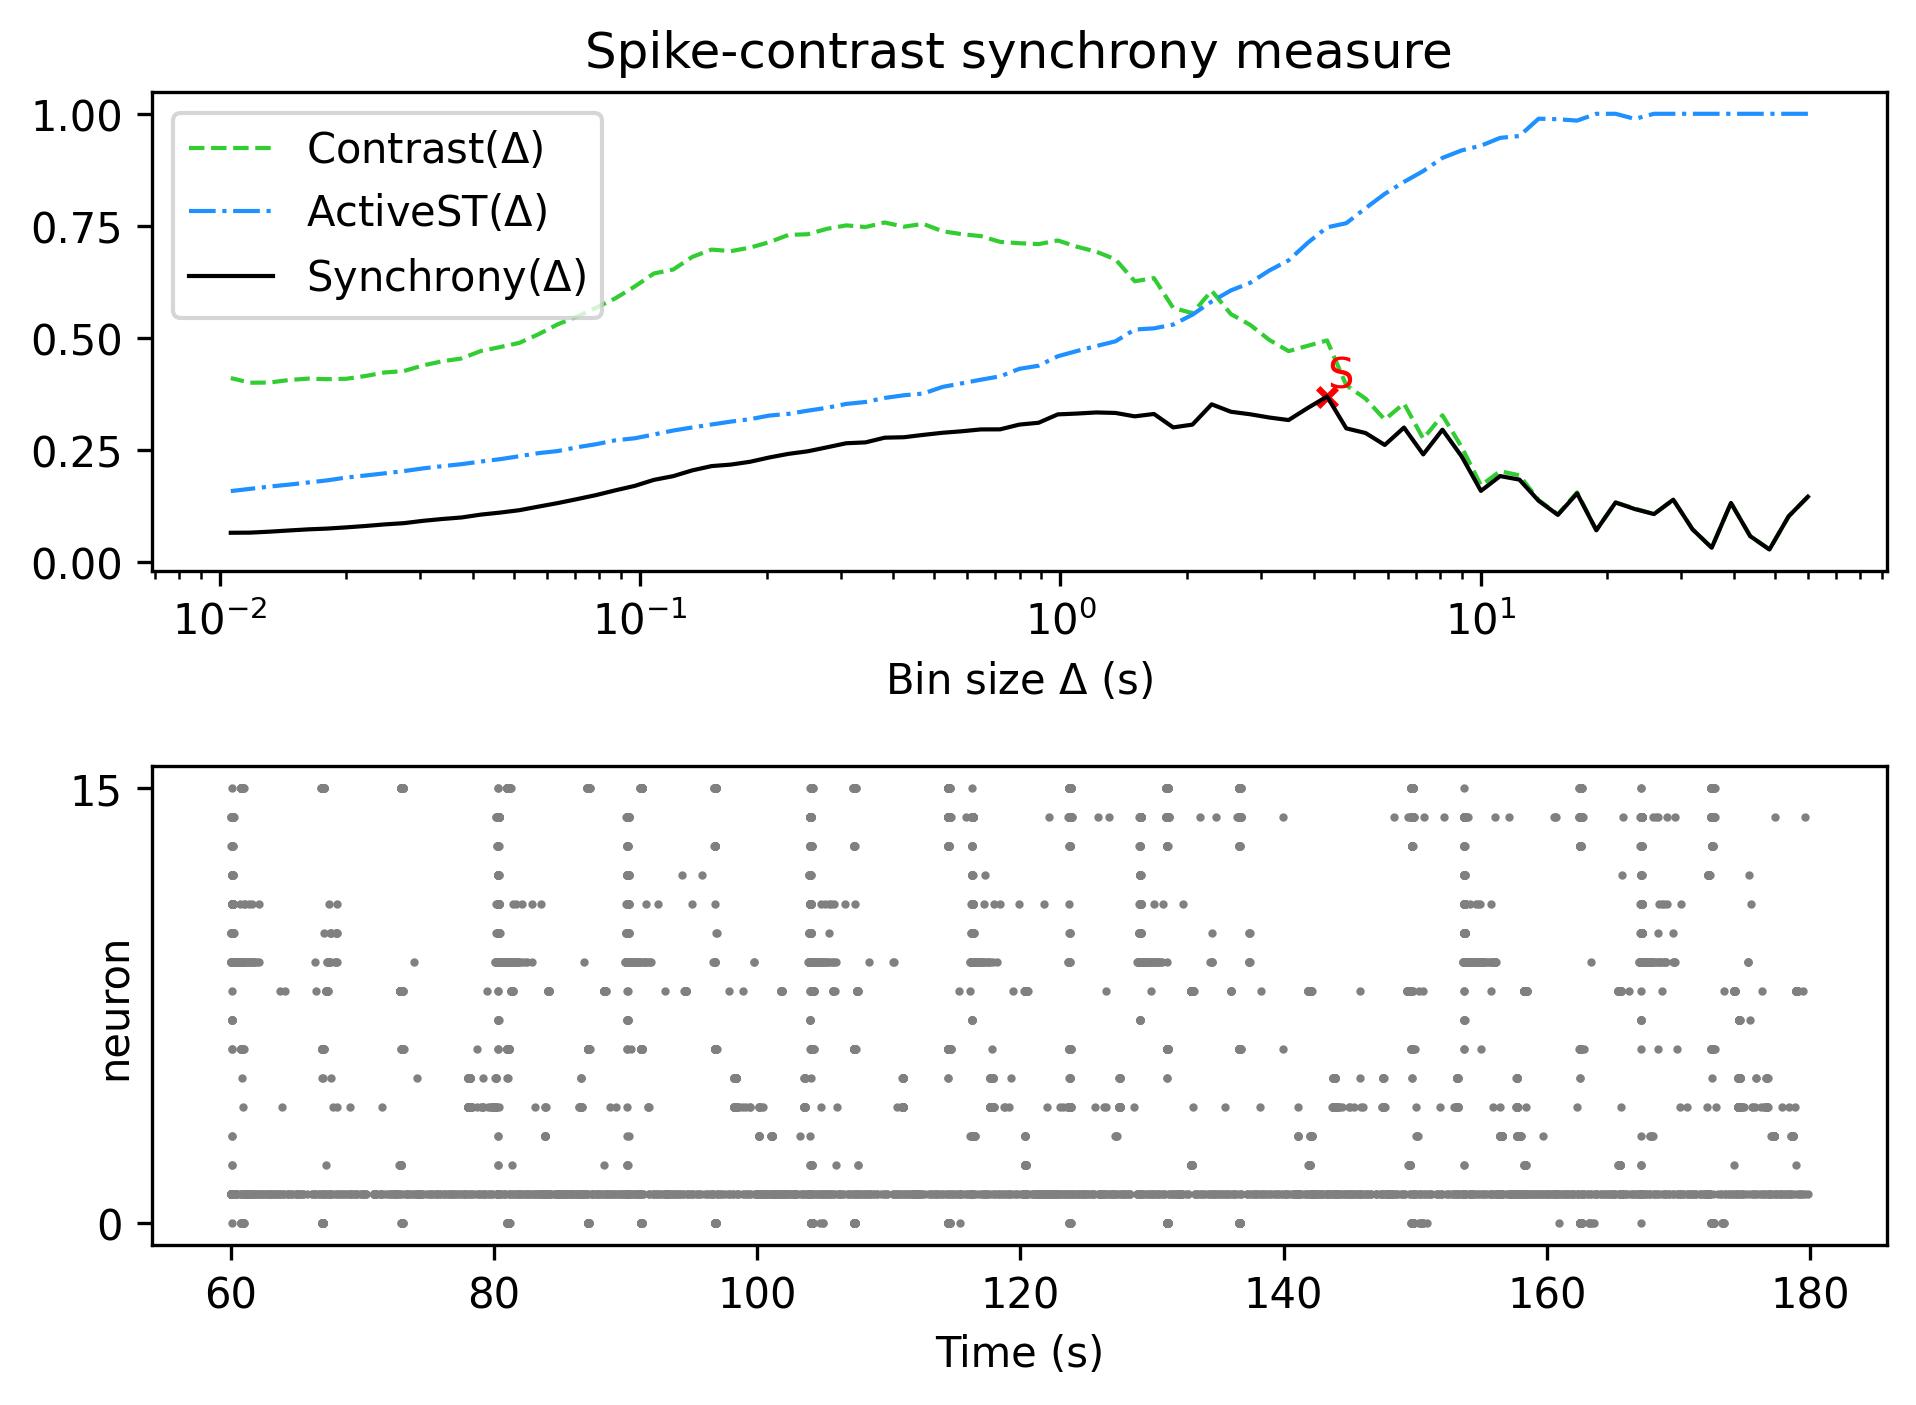 Spike-contrast synchrony measure
1.00
0.75
0.50
0.25
0.00
Contrast(Δ)
ActiveST(Δ)
Synchrony(Δ)
S
10⁻² 10⁻¹ 10⁰ 10¹
Bin size Δ (s)
15
0
neuron
60 80 100 120 140 160 180
Time (s)